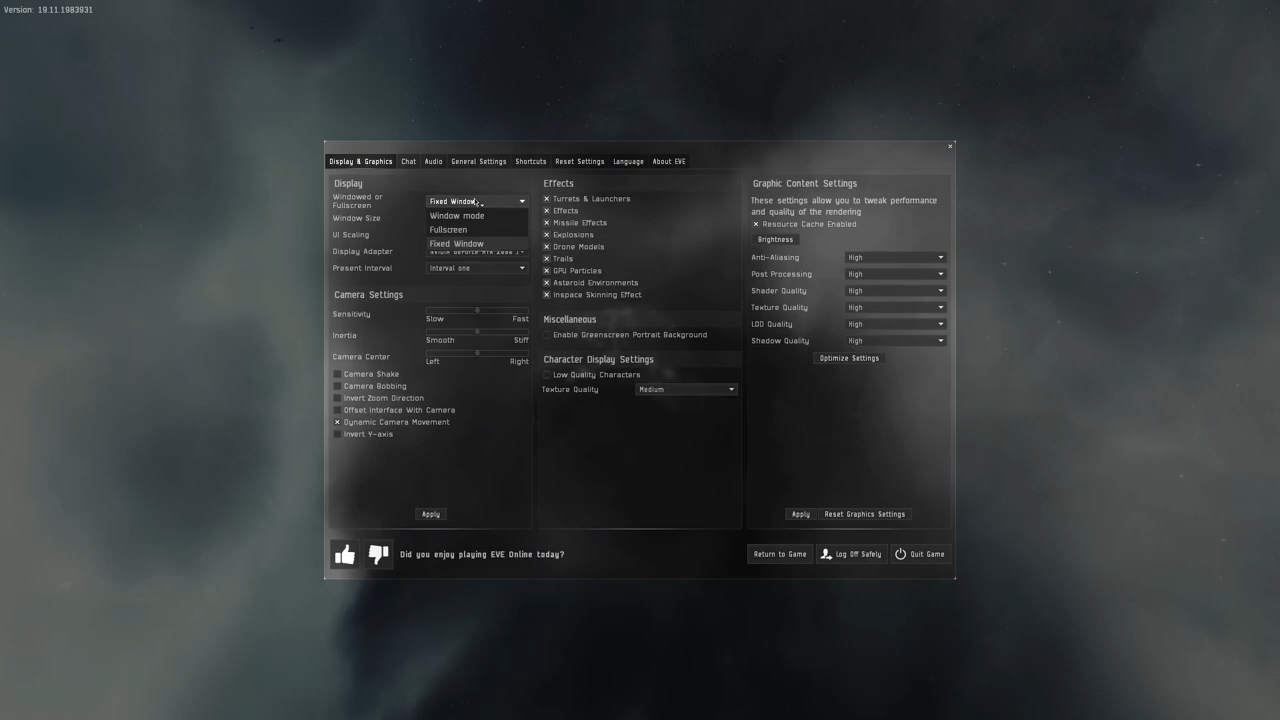 Version: 19.11.1983931
Display & Graphics Chat Audio General Settings Shortcuts Reset Settings Language About EVE
Display
Windowed or
Fullscreen
Fixed Window
Window mode
Fullscreen
Fixed Window
Window Size
UI Scaling
Display Adapter
Present Interval
Interval one
Camera Settings
Sensitivity
Slow Fast
Inertia
Smooth Stiff
Camera Center
Left Right
Camera Shake
Camera Bobbing
Invert Zoom Direction
Offset Interface With Camera
Dynamic Camera Movement
Invert Y-axis
Apply
Effects
Turrets & Launchers
Effects
Missile Effects
Explosions
Drone Models
Trails
GPU Particles
Asteroid Environments
Inspace Skinning Effect
Miscellaneous
Enable Greenscreen Portrait Background
Character Display Settings
Low Quality Characters
Texture Quality Medium
Graphic Content Settings
These settings allow you to tweak performance
and quality of the rendering
Resource Cache Enabled
Brightness
Anti-Aliasing High
Post Processing High
Shader Quality High
Texture Quality High
LOD Quality High
Shadow Quality High
Optimize Settings
Apply Reset Graphics Settings
Did you enjoy playing EVE Online today?
Return to Game Log Off Safely Quit Game